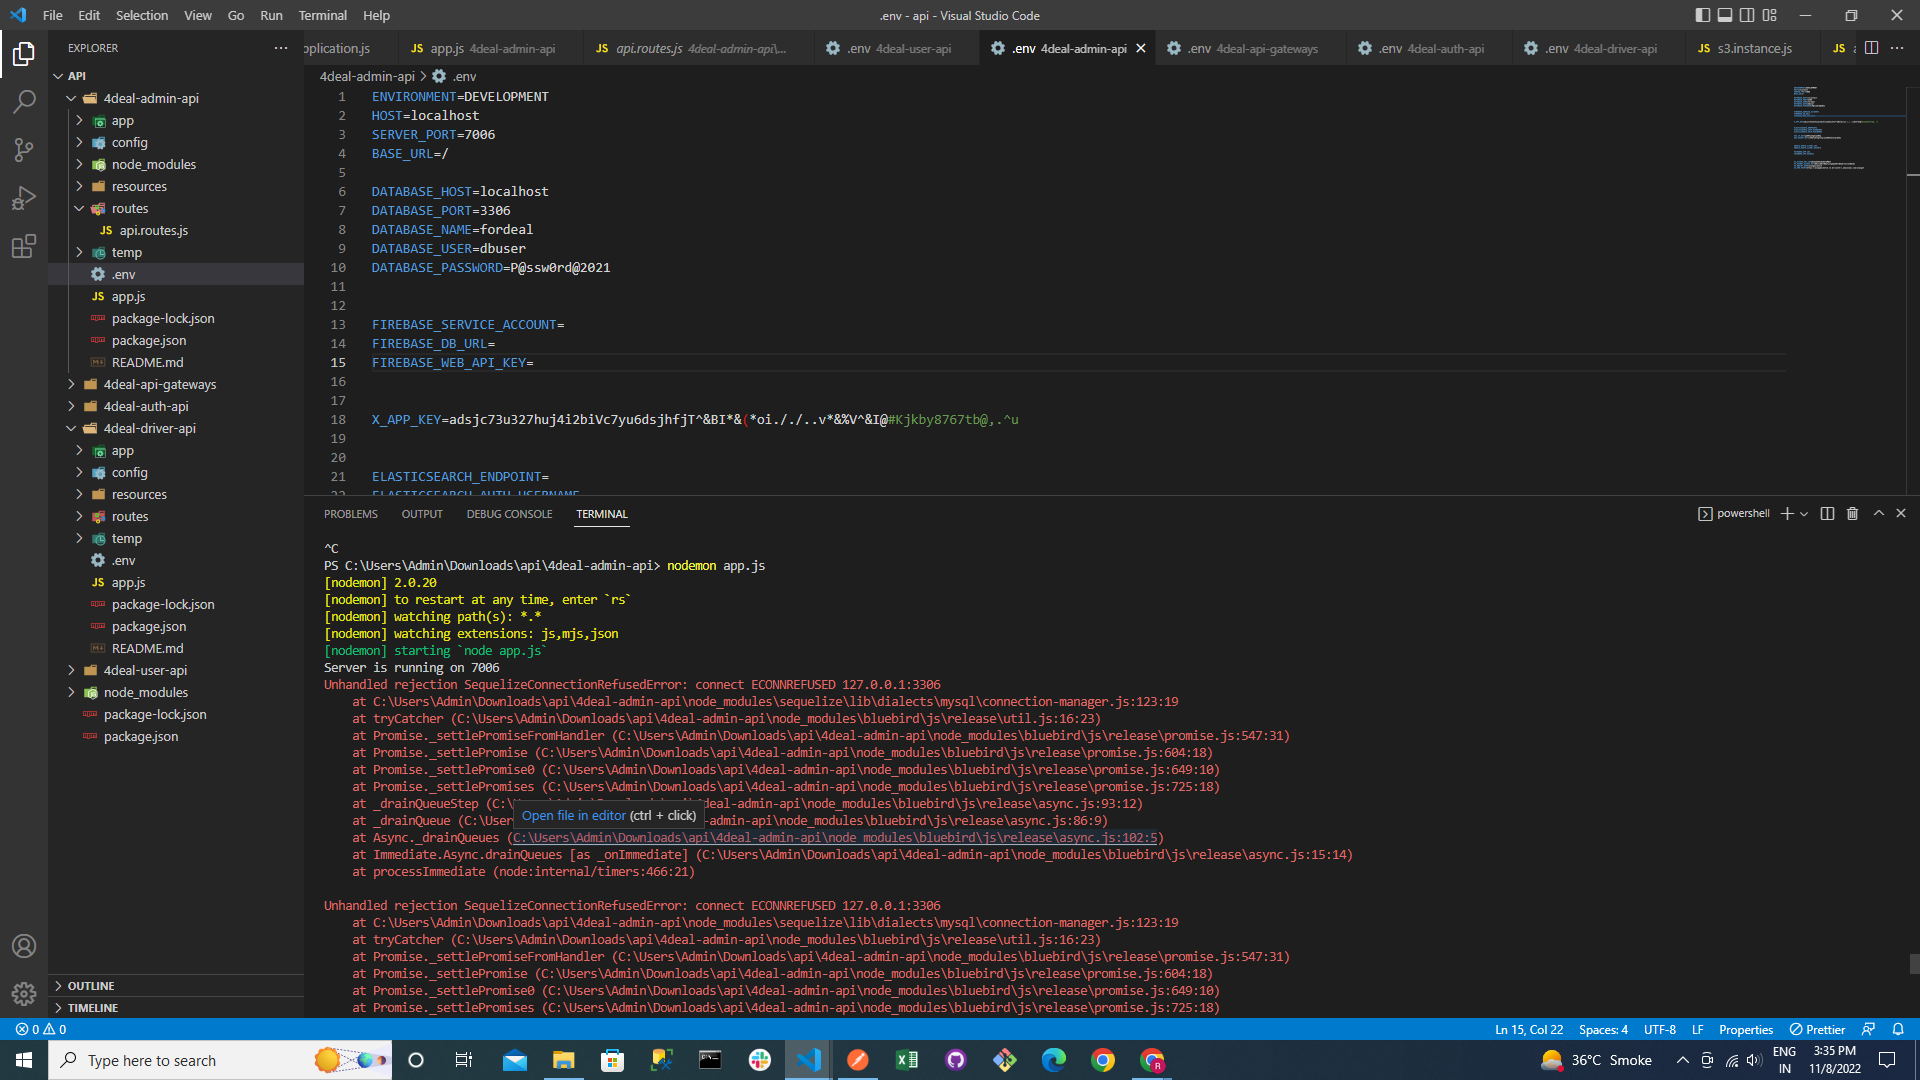 File Edit Selection View Go Run Terminal Help
.env - api - Visual Studio Code
EXPLORER
pplication.js
JS app.js 4deal-admin-api
JS api.routes.js 4deal-admin-api\...
.env 4deal-user-api
.env 4deal-admin-api
.env 4deal-api-gateways
.env 4deal-auth-api
.env 4deal-driver-api
JS s3.instance.js
JS
API
4deal-admin-api
app
config
node_modules
resources
routes
JS api.routes.js
temp
.env
JS app.js
package-lock.json
package.json
README.md
4deal-api-gateways
4deal-auth-api
4deal-driver-api
app
config
resources
routes
temp
.env
JS app.js
package-lock.json
package.json
README.md
4deal-user-api
node_modules
package-lock.json
package.json
OUTLINE
TIMELINE
4deal-admin-api > .env
1 ENVIRONMENT=DEVELOPMENT
2 HOST=localhost
3 SERVER_PORT=7006
4 BASE_URL=/
5
6 DATABASE_HOST=localhost
7 DATABASE_PORT=3306
8 DATABASE_NAME=fordeal
9 DATABASE_USER=dbuser
10 DATABASE_PASSWORD=P@ssw0rd@2021
11
12
13 FIREBASE_SERVICE_ACCOUNT=
14 FIREBASE_DB_URL=
15 FIREBASE_WEB_API_KEY=
16
17
18 X_APP_KEY=adsjc73u327huj4i2biVc7yu6dsjhfjT^&BI*&(*oi././..v*&%V^&I@#Kjkby8767tb@,.^u
19
20
21 ELASTICSEARCH_ENDPOINT=
22 ELASTICSEARCH_AUTH_USERNAME
PROBLEMS OUTPUT DEBUG CONSOLE TERMINAL
powershell
^C
PS C:\Users\Admin\Downloads\api\4deal-admin-api> nodemon app.js
[nodemon] 2.0.20
[nodemon] to restart at any time, enter `rs`
[nodemon] watching path(s): *.*
[nodemon] watching extensions: js,mjs,json
[nodemon] starting `node app.js`
Server is running on 7006
Unhandled rejection SequelizeConnectionRefusedError: connect ECONNREFUSED 127.0.0.1:3306
at C:\Users\Admin\Downloads\api\4deal-admin-api\node_modules\sequelize\lib\dialects\mysql\connection-manager.js:123:19
at tryCatcher (C:\Users\Admin\Downloads\api\4deal-admin-api\node_modules\bluebird\js\release\util.js:16:23)
at Promise._settlePromiseFromHandler (C:\Users\Admin\Downloads\api\4deal-admin-api\node_modules\bluebird\js\release\promise.js:547:31)
at Promise._settlePromise (C:\Users\Admin\Downloads\api\4deal-admin-api\node_modules\bluebird\js\release\promise.js:604:18)
at Promise._settlePromise0 (C:\Users\Admin\Downloads\api\4deal-admin-api\node_modules\bluebird\js\release\promise.js:649:10)
at Promise._settlePromises (C:\Users\Admin\Downloads\api\4deal-admin-api\node_modules\bluebird\js\release\promise.js:725:18)
at _drainQueueStep (C:\ deal-admin-api\node_modules\bluebird\js\release\async.js:93:12)
at _drainQueue (C:\User -admin-api\node_modules\bluebird\js\release\async.js:86:9)
Open file in editor (ctrl + click)
at Async._drainQueues (C:\Users\Admin\Downloads\api\4deal-admin-api\node_modules\bluebird\js\release\async.js:102:5)
at Immediate.Async.drainQueues [as _onImmediate] (C:\Users\Admin\Downloads\api\4deal-admin-api\node_modules\bluebird\js\release\async.js:15:14)
at processImmediate (node:internal/timers:466:21)
Unhandled rejection SequelizeConnectionRefusedError: connect ECONNREFUSED 127.0.0.1:3306
at C:\Users\Admin\Downloads\api\4deal-admin-api\node_modules\sequelize\lib\dialects\mysql\connection-manager.js:123:19
at tryCatcher (C:\Users\Admin\Downloads\api\4deal-admin-api\node_modules\bluebird\js\release\util.js:16:23)
at Promise._settlePromiseFromHandler (C:\Users\Admin\Downloads\api\4deal-admin-api\node_modules\bluebird\js\release\promise.js:547:31)
at Promise._settlePromise (C:\Users\Admin\Downloads\api\4deal-admin-api\node_modules\bluebird\js\release\promise.js:604:18)
at Promise._settlePromise0 (C:\Users\Admin\Downloads\api\4deal-admin-api\node_modules\bluebird\js\release\promise.js:649:10)
at Promise._settlePromises (C:\Users\Admin\Downloads\api\4deal-admin-api\node_modules\bluebird\js\release\promise.js:725:18)
0 0
Ln 15, Col 22 Spaces: 4 UTF-8 LF Properties Prettier
Type here to search
36°C Smoke
ENG
IN
3:35 PM
11/8/2022